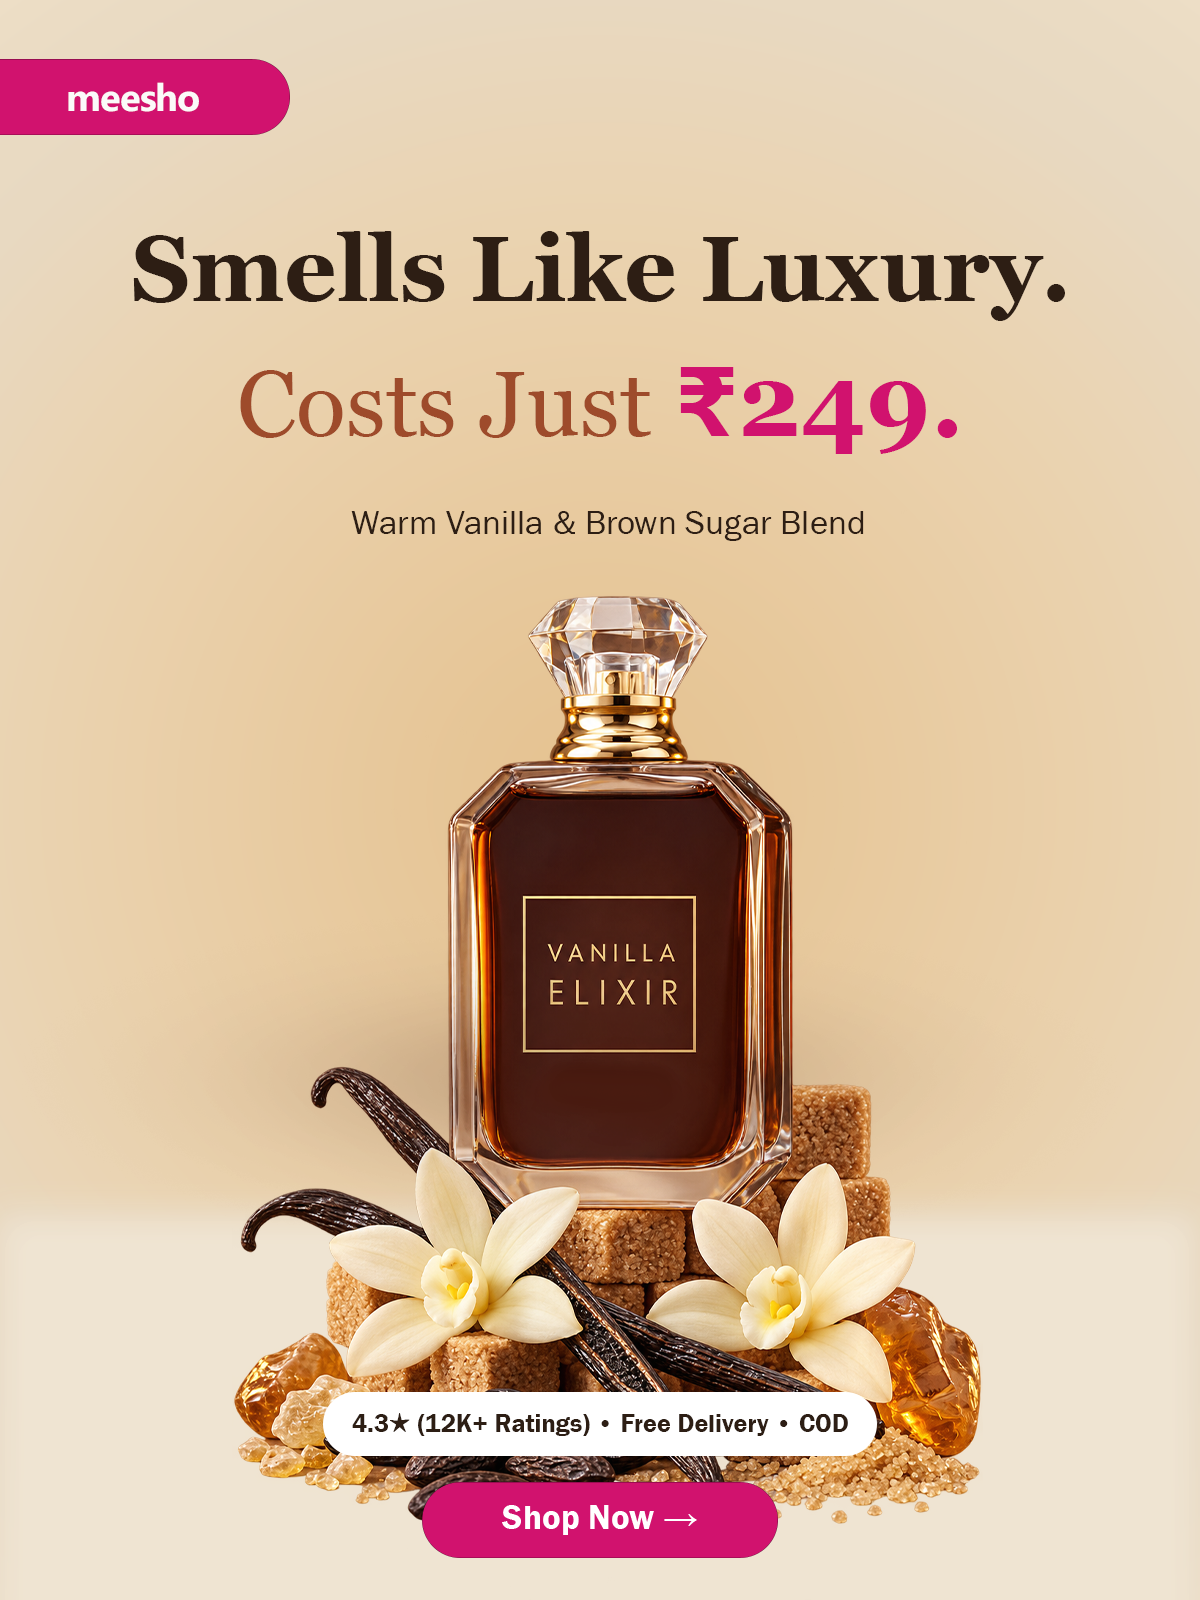 meesho
Smells Like Luxury.
Costs Just ₹249.
Warm Vanilla & Brown Sugar Blend
VANILLA
ELIXIR
4.3★ (12K+ Ratings) • Free Delivery • COD
Shop Now →